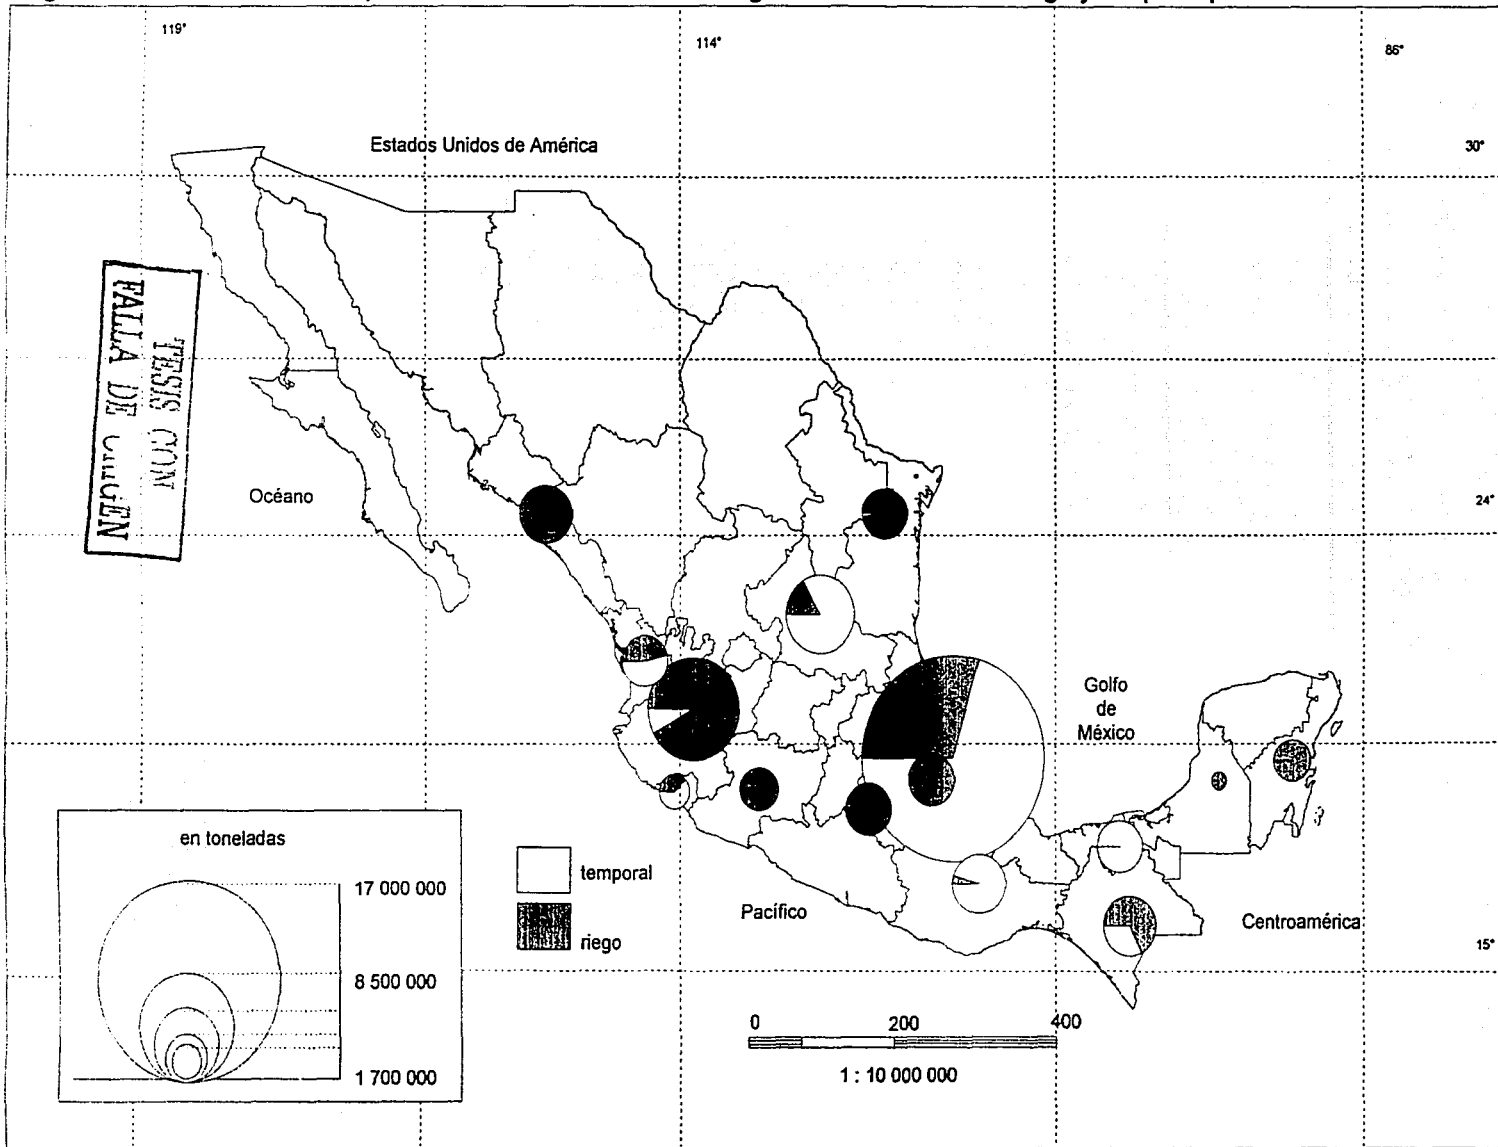 119°
114°
86°
Estados Unidos de América
30°
TESIS CON
FALLA DE
Océano
24°
Golfo
de
México
en toneladas
17 000 000
8 500 000
1 700 000
temporal
riego
Pacífico
Centroamérica
15°
0 200 400
1 : 10 000 000